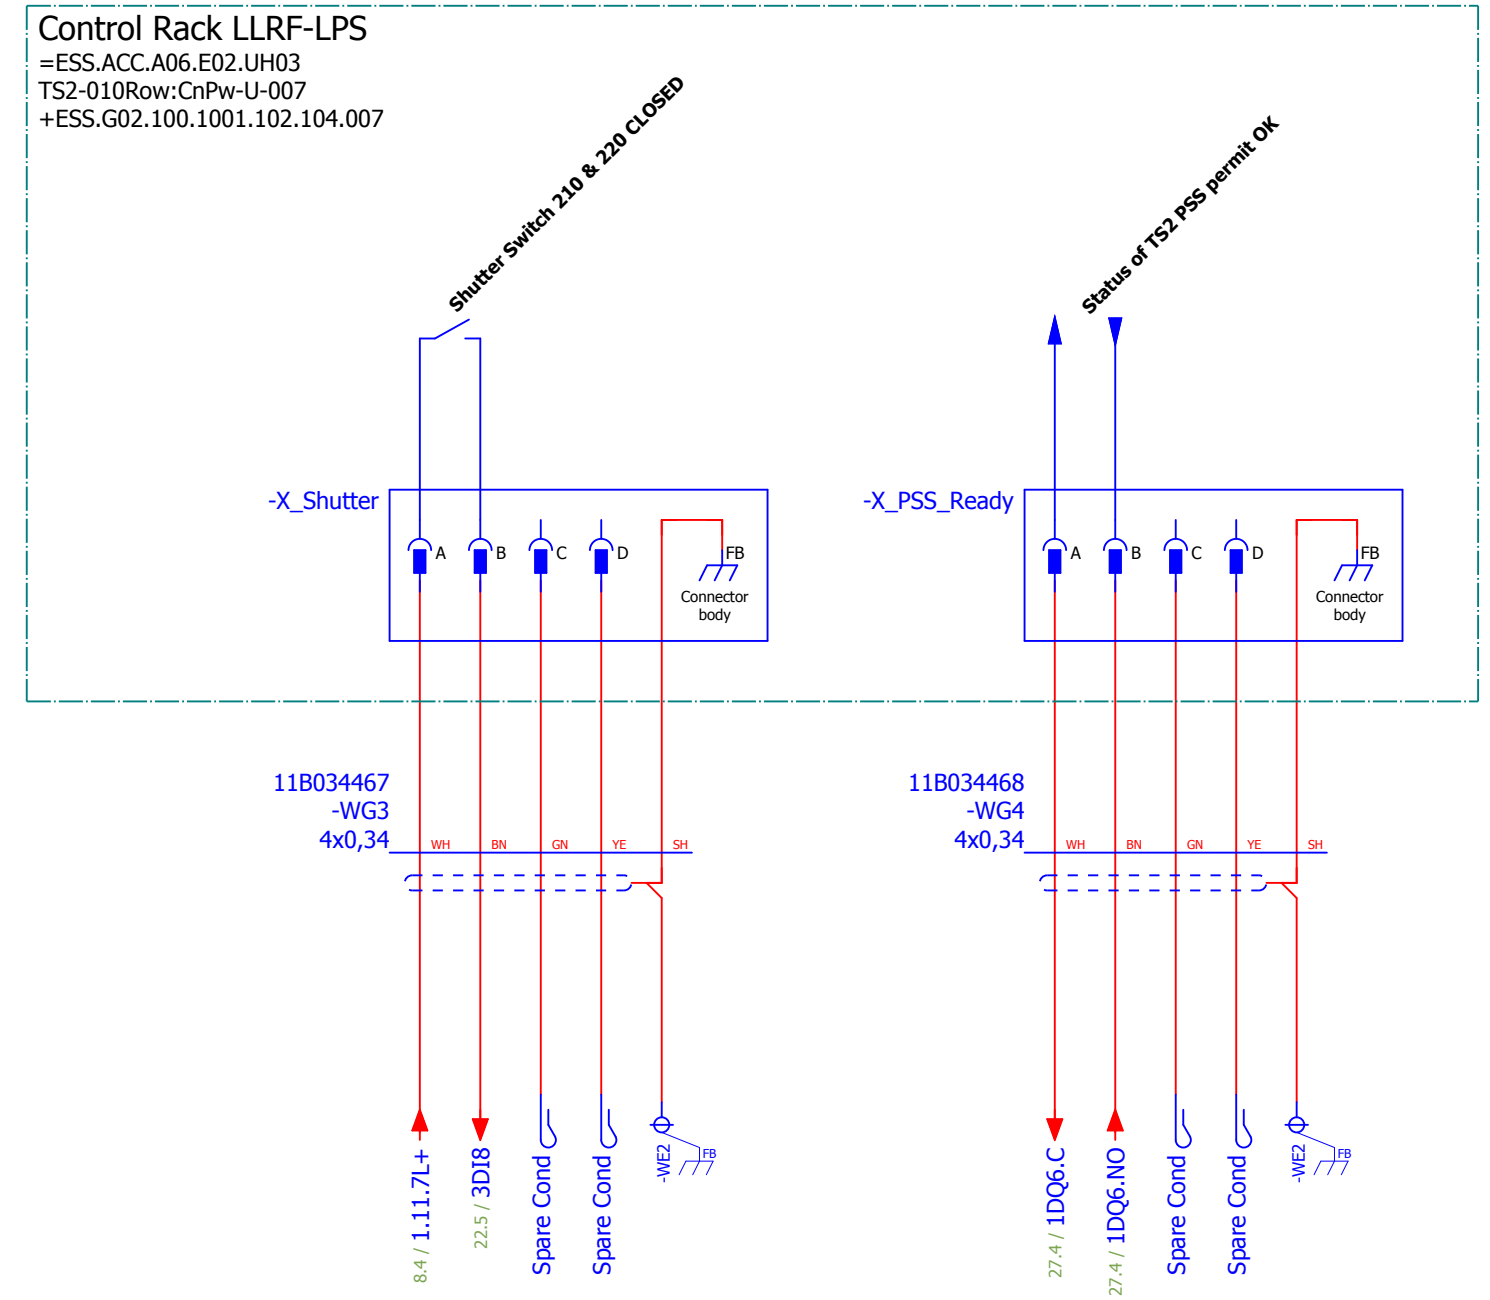 Control Rack LLRF-LPS
=ESS.ACC.A06.E02.UH03
TS2-010Row:CnPw-U-007
+ESS.G02.100.1001.102.104.007
Shutter Switch 210 & 220 CLOSED
Status of TS2 PSS permit OK
-X_Shutter
A
B
C
D
FB
Connector
body
-X_PSS_Ready
A
B
C
D
FB
Connector
body
11B034467
-WG3
4x0,34
WH
BN
GN
YE
SH
11B034468
-WG4
4x0,34
WH
BN
GN
YE
SH
8.4 / 1.11.7L+
22.5 / 3DI8
Spare Cond
Spare Cond
-WE2
FB
27.4 / 1DQ6.C
27.4 / 1DQ6.NO
Spare Cond
Spare Cond
-WE2
FB